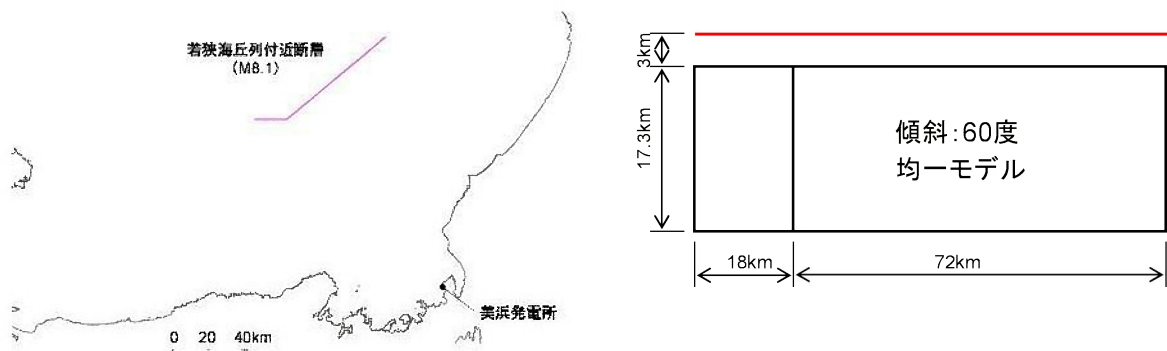 若狭海丘列付近断層
(M8.1)
美浜発電所
0 20 40km
3km
17.3km
傾斜:60度
均一モデル
18km
72km